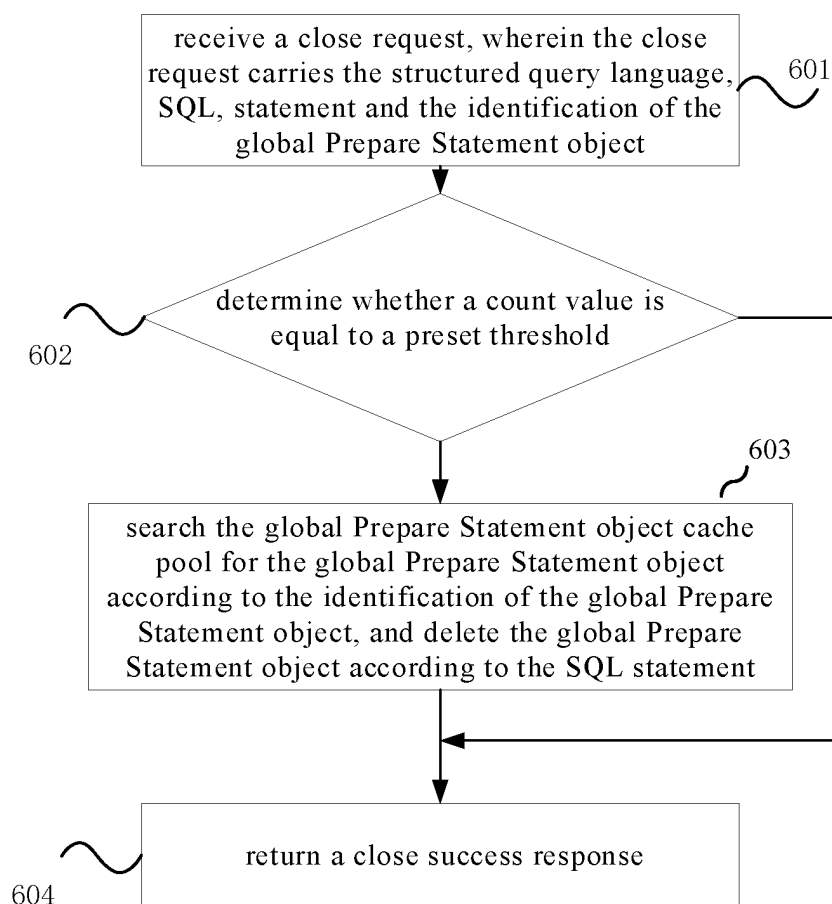 receive a close request, wherein the close
request carries the structured query language,
SQL, statement and the identification of the
global Prepare Statement object
601
determine whether a count value is
equal to a preset threshold
602
603
search the global Prepare Statement object cache
pool for the global Prepare Statement object
according to the identification of the global Prepare
Statement object, and delete the global Prepare
Statement object according to the SQL statement
return a close success response
604